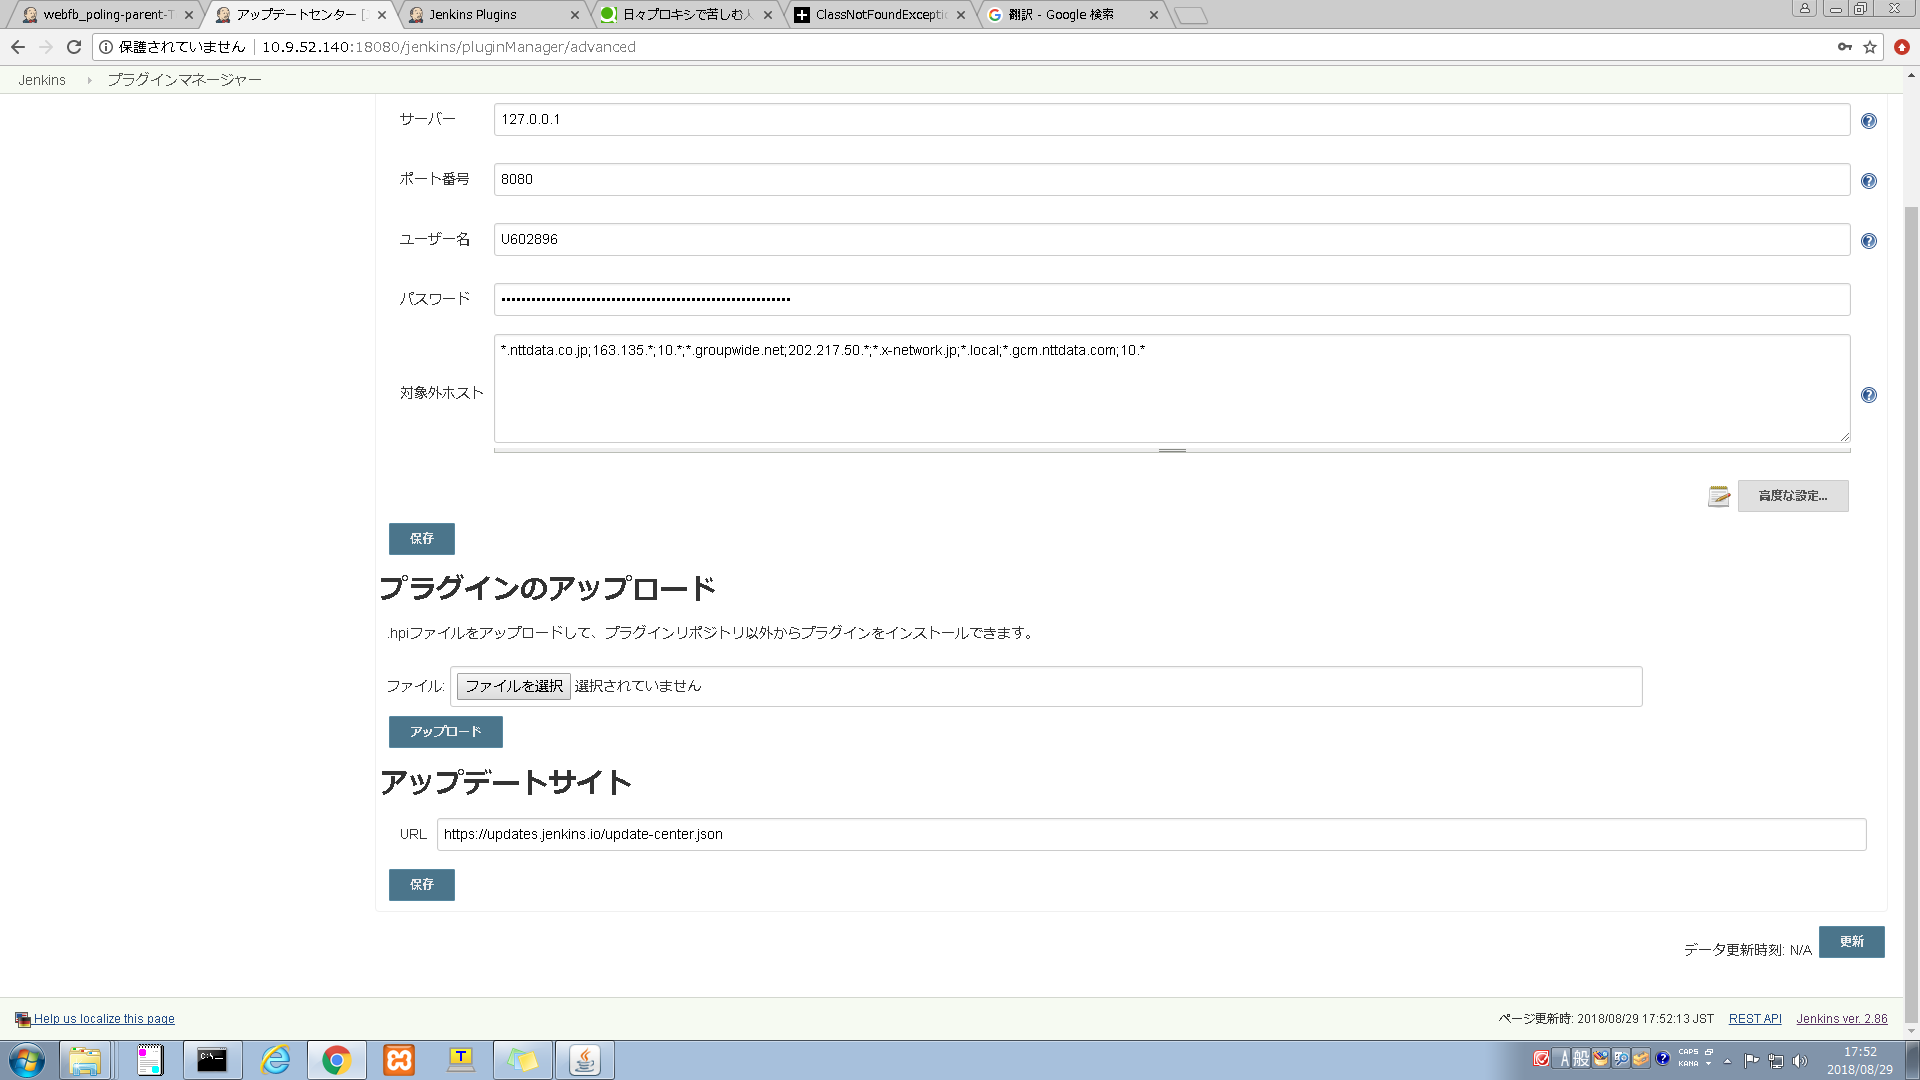 webfb_poling-parent-T
アップデートセンター [J
Jenkins Plugins
日々プロキシで苦しむ人
ClassNotFoundExceptio
翻訳 - Google 検索
保護されていません 10.9.52.140:18080/jenkins/pluginManager/advanced
Jenkins プラグインマネージャー
サーバー 127.0.0.1
ポート番号 8080
ユーザー名 U602896
パスワード
*.nttdata.co.jp;163.135.*;10.*;*.groupwide.net;202.217.50.*;*.x-network.jp;*.local;*.gcm.nttdata.com;10.*
対象外ホスト
高度な設定...
保存
プラグインのアップロード
.hpiファイルをアップロードして、プラグインリポジトリ以外からプラグインをインストールできます。
ファイル: ファイルを選択 選択されていません
アップロード
アップデートサイト
URL https://updates.jenkins.io/update-center.json
保存
データ更新時刻: N/A 更新
Help us localize this page
ページ更新時: 2018/08/29 17:52:13 JST REST API Jenkins ver. 2.86
C:\._
T
A 般
CAPS
KANA
17:52
2018/08/29